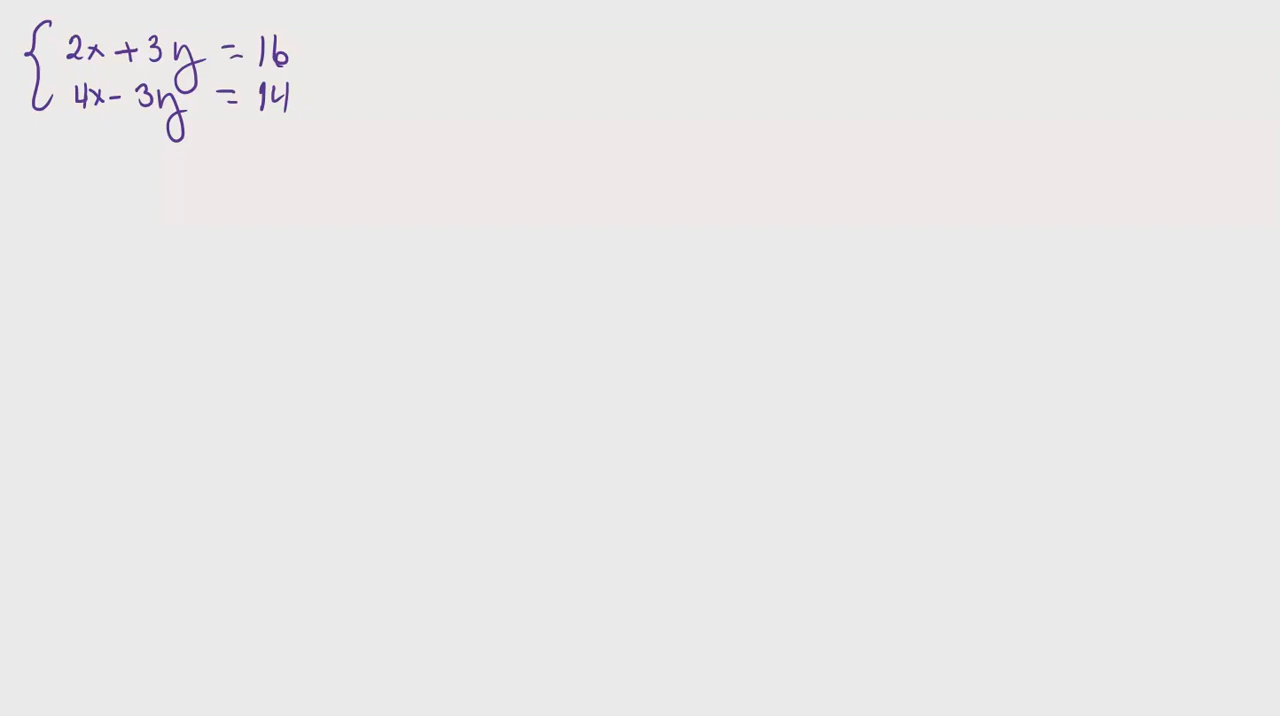 { 2x + 3y = 16
4x - 3y = 14